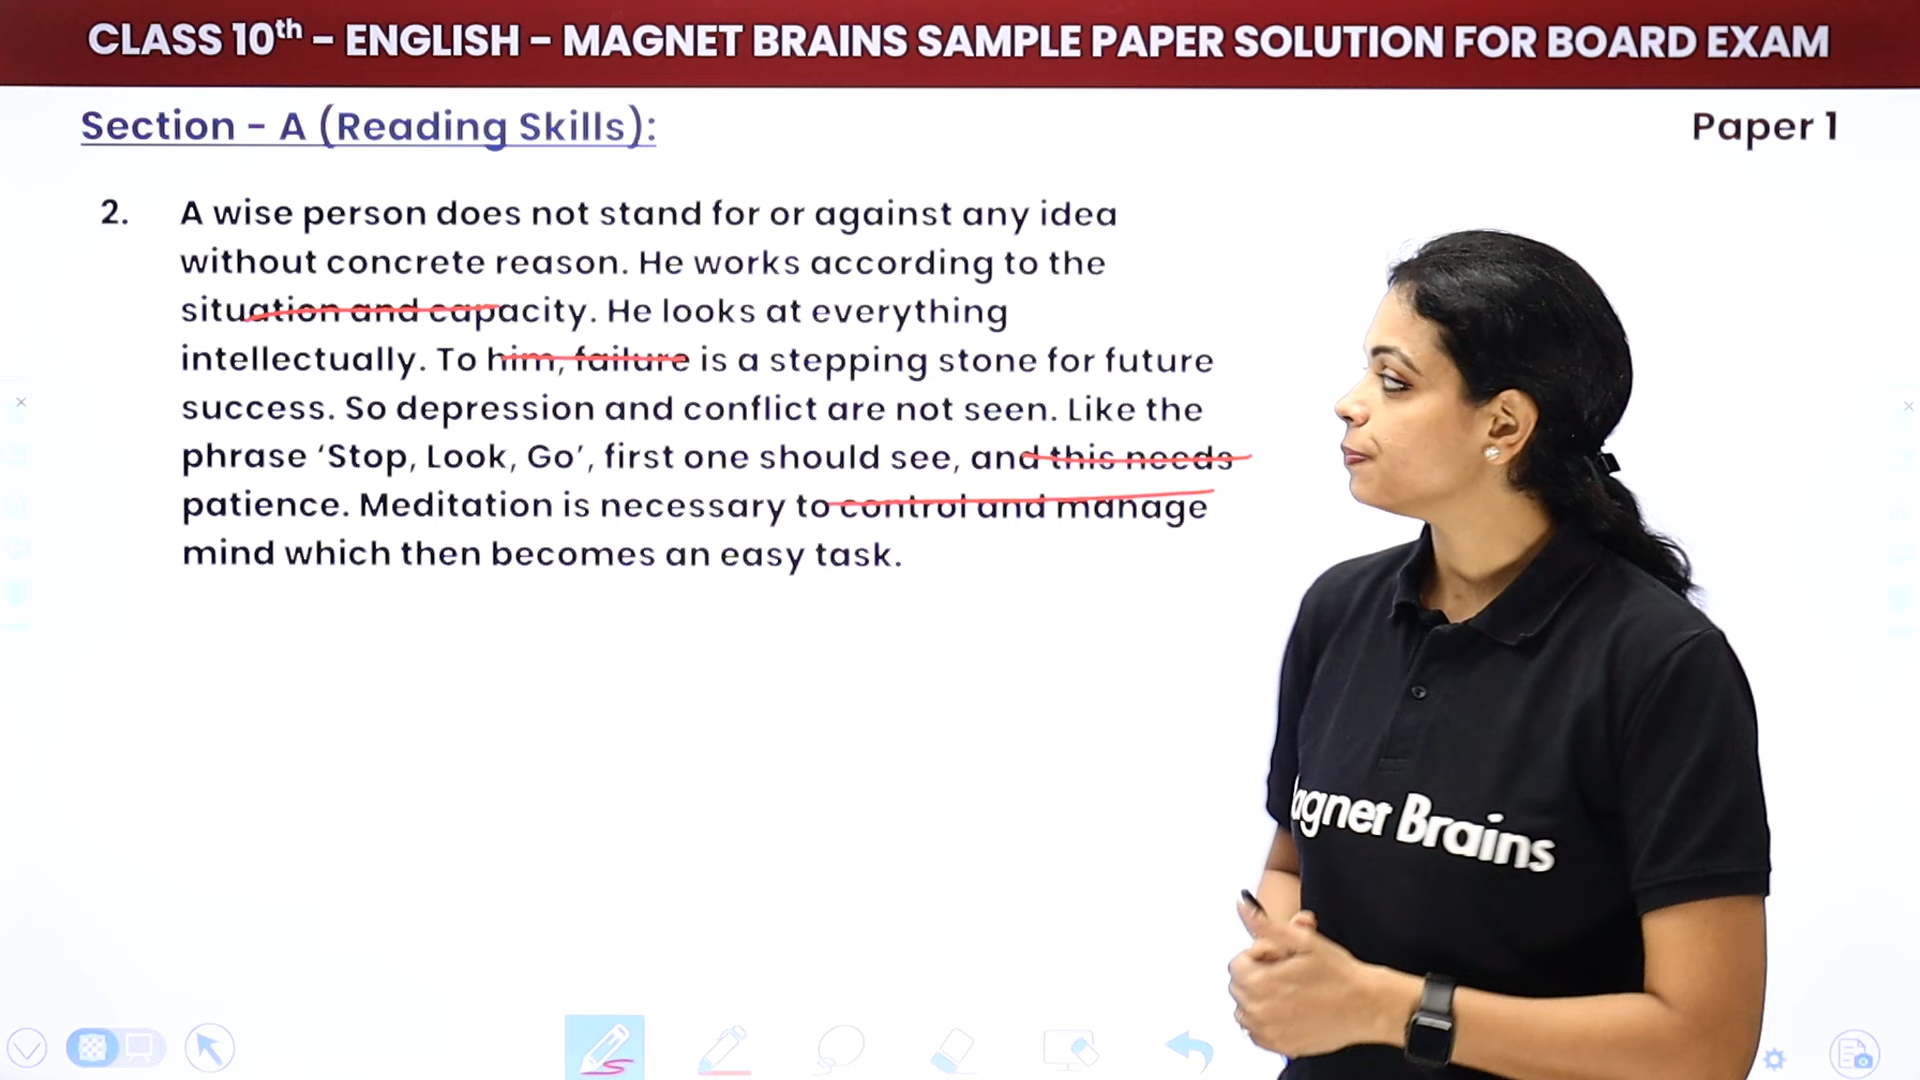 CLASS 10th – ENGLISH – MAGNET BRAINS SAMPLE PAPER SOLUTION FOR BOARD EXAM
Section - A (Reading Skills):
Paper 1
2. A wise person does not stand for or against any idea
without concrete reason. He works according to the
situation and capacity. He looks at everything
intellectually. To him, failure is a stepping stone for future
success. So depression and conflict are not seen. Like the
phrase ‘Stop, Look, Go’, first one should see, and this needs
patience. Meditation is necessary to control and manage
mind which then becomes an easy task.
agnet Brains